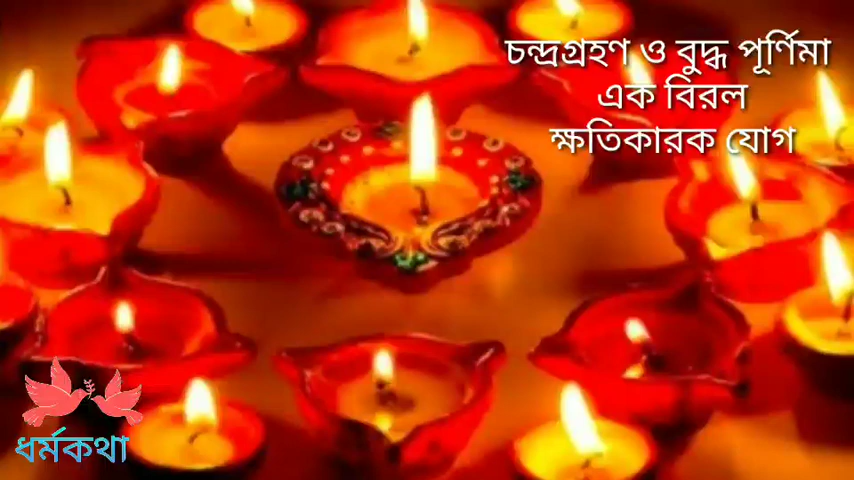 চন্দ্রগ্রহণ ও বুদ্ধ পূর্ণিমা
এক বিরল
ক্ষতিকারক যোগ
ধর্মকথা